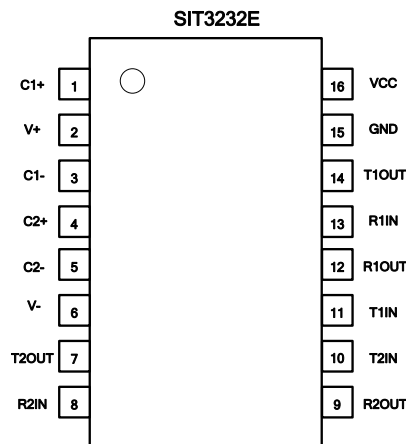 SIT3232E
C1+ 1 16 VCC
V+ 2 15 GND
C1- 3 14 T1OUT
C2+ 4 13 R1IN
C2- 5 12 R1OUT
V- 6 11 T1IN
T2OUT 7 10 T2IN
R2IN 8 9 R2OUT